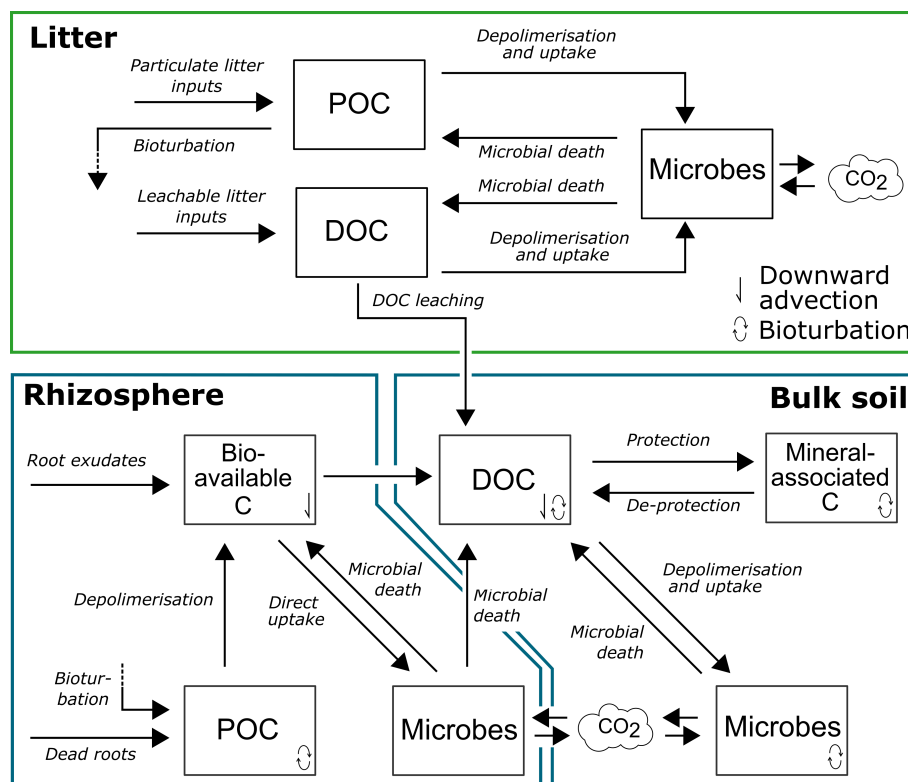 Litter
Particulate litter
inputs
POC
Depolimerisation
and uptake
Bioturbation
Microbial death
Microbes
CO2
Leachable litter
inputs
DOC
Microbial death
Depolimerisation
and uptake
DOC leaching
Downward
advection
Bioturbation
Rhizosphere
Bulk soil
Root exudates
Bio-
available
C
DOC
Protection
De-protection
Mineral-
associated
C
Depolimerisation
Direct
uptake
Microbial
death
Microbial
death
Depolimerisation
and uptake
Microbial
death
Biotur-
bation
Dead roots
POC
Microbes
CO2
Microbes